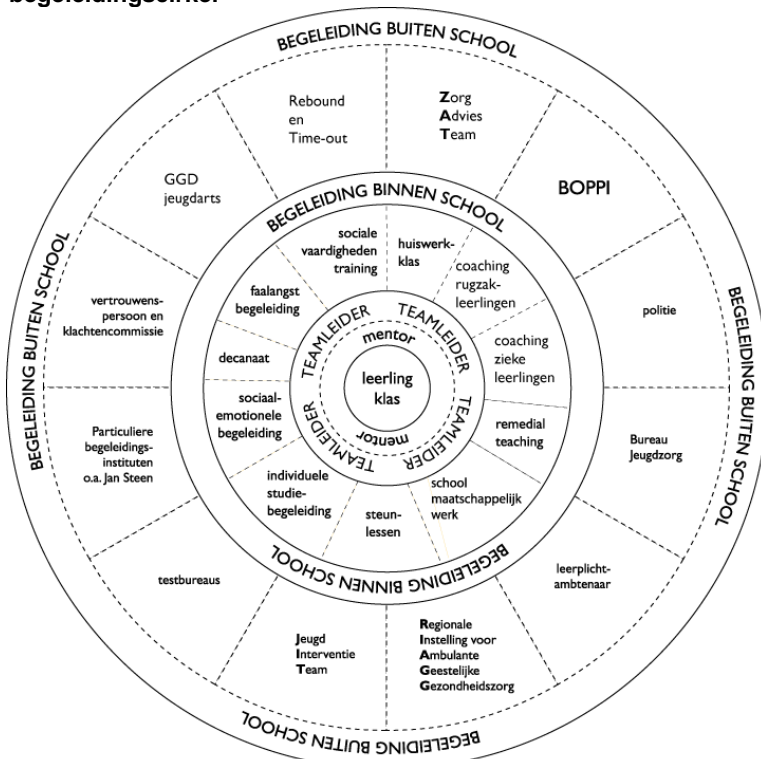 begeleidingscirkel
BEGELEIDING BUITEN SCHOOL
Rebound
en
Time-out
Zorg
Advies
Team
BOPPI
politie
Bureau
Jeugdzorg
leerplicht-
ambtenaar
Regionale
Instelling voor
Ambulante
Geestelijke
Gezondheidszorg
Jeugd
Interventie
Team
testbureaus
Particuliere
begeleidings-
instituten
o.a. Jan Steen
vertrouwens-
persoon en
klachtencommissie
GGD
jeugdarts
BEGELEIDING BUITEN SCHOOL
BEGELEIDING BUITEN SCHOOL
BEGELEIDING BUITEN SCHOOL
BEGELEIDING BINNEN SCHOOL
sociale
vaardigheden
training
huiswerk-
klas
coaching
rugzak-
leerlingen
coaching
zieke
leerlingen
remedial
teaching
school
maatschappelijk
werk
steun-
lessen
individuele
studie-
begeleiding
sociaal-
emotionele
begeleiding
decanaat
faalangst
begeleiding
BEGELEIDING BINNEN SCHOOL
TEAMLEIDER
TEAMLEIDER
TEAMLEIDER
TEAMLEIDER
mentor
leerling
klas
mentor